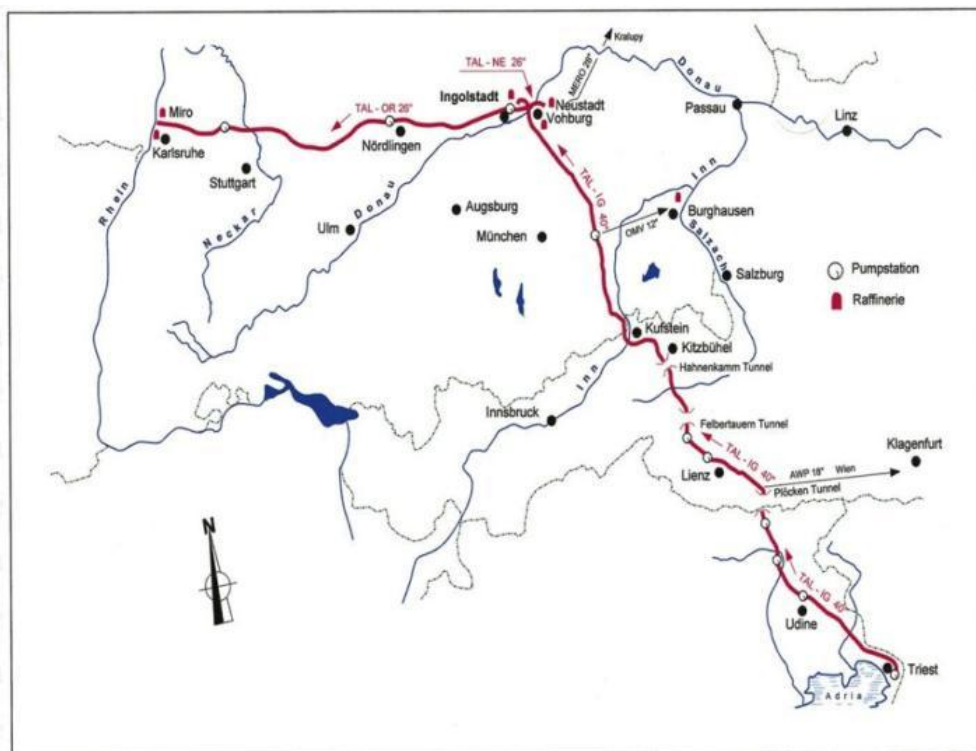 Kralupy
TAL - NE 26"
MERO 28"
Donau
Ingolstadt
Neustadt
Vohburg
Passau
Linz
Miro
TAL - OR 26"
Karlsruhe
Nördlingen
Stuttgart
TAL - IG 40"
Inn
Rhein
Neckar
Ulm
Donau
Augsburg
München
OMV 12"
Burghausen
Salzach
Salzburg
Pumpstation
Raffinerie
Kufstein
Kitzbühel
Hahnenkamm Tunnel
Inn
Innsbruck
Felbertauern Tunnel
Klagenfurt
TAL - IG 40"
Lienz
AWP 18" Wien
Plöcken Tunnel
N
TAL - IG 40"
Udine
Triest
Adria